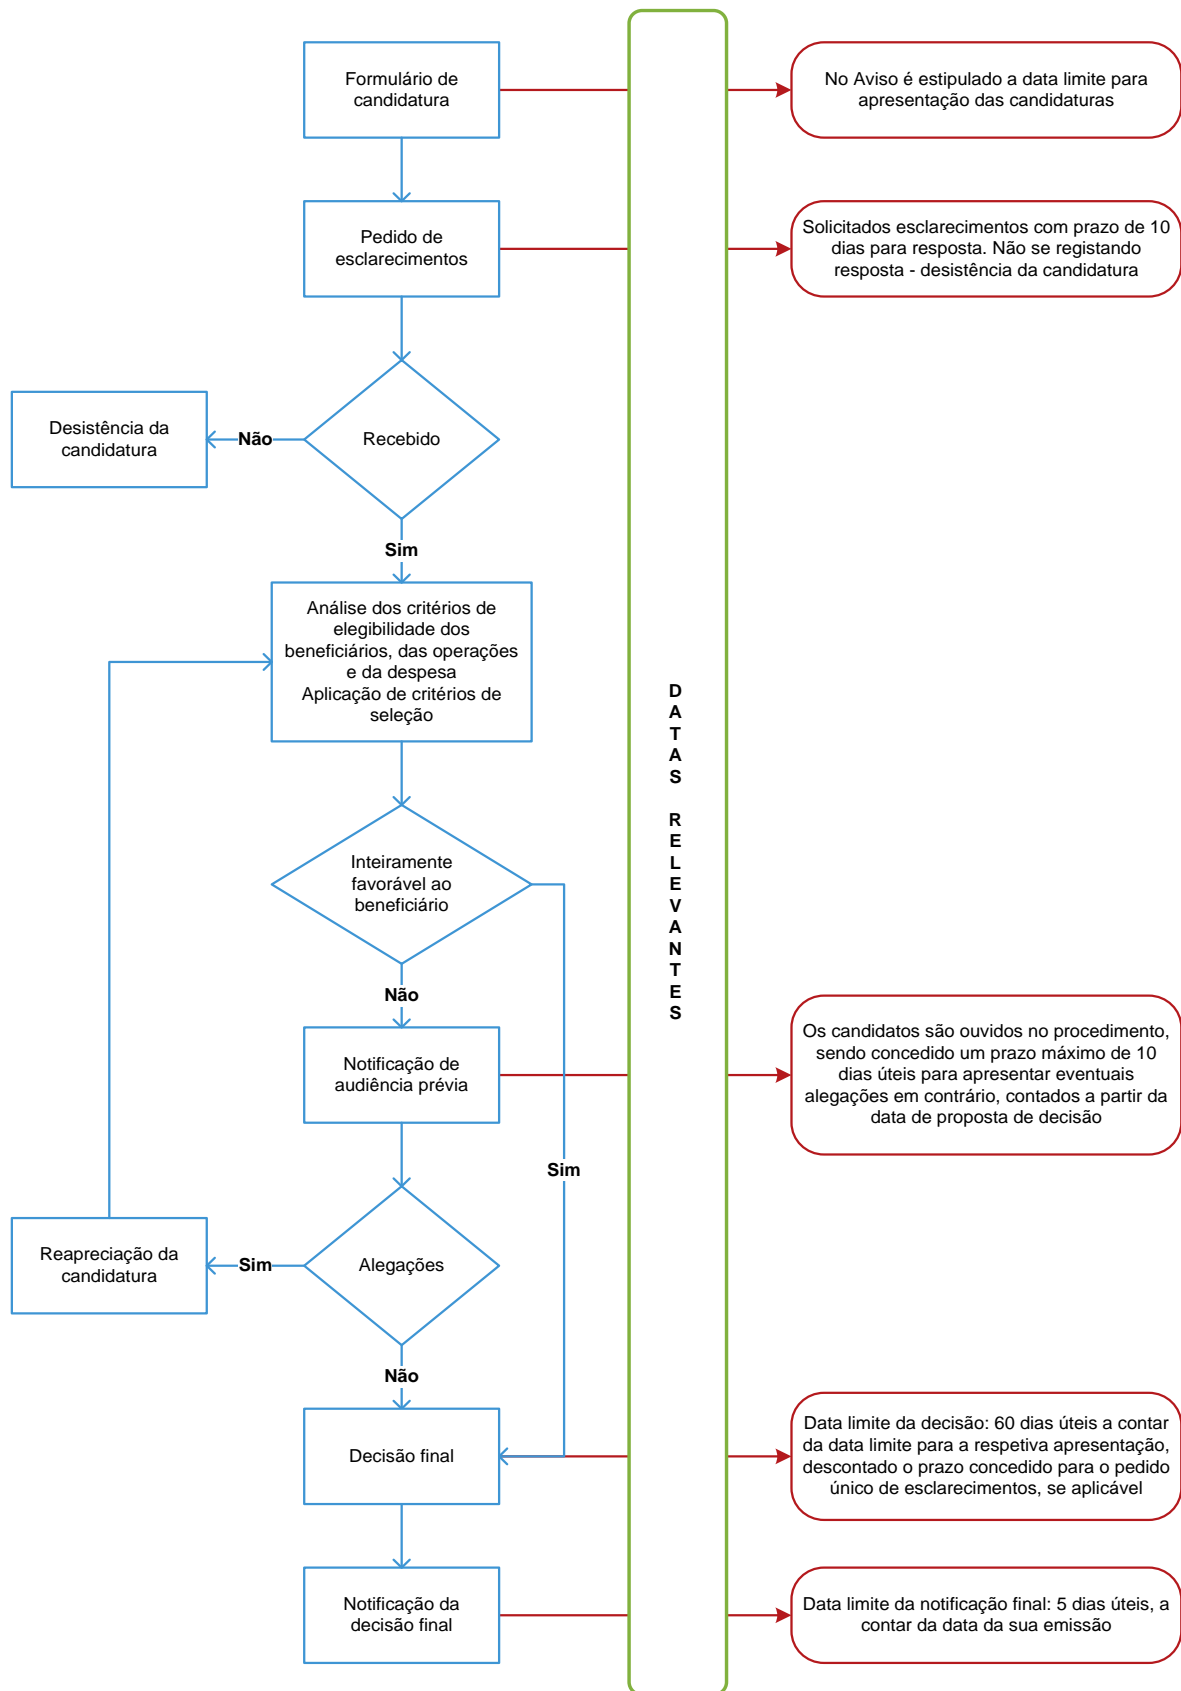 Formulário de
candidatura
No Aviso é estipulado a data limite para
apresentação das candidaturas
Pedido de
esclarecimentos
Solicitados esclarecimentos com prazo de 10
dias para resposta. Não se registando
resposta - desistência da candidatura
Desistência da
candidatura
Não
Recebido
Sim
Análise dos critérios de
elegibilidade dos
beneficiários, das operações
e da despesa
Aplicação de critérios de
seleção
D
A
T
A
S
R
E
L
E
V
A
N
T
E
S
Inteiramente
favorável ao
beneficiário
Não
Notificação de
audiência prévia
Os candidatos são ouvidos no procedimento,
sendo concedido um prazo máximo de 10
dias úteis para apresentar eventuais
alegações em contrário, contados a partir da
data de proposta de decisão
Sim
Reapreciação da
candidatura
Sim
Alegações
Não
Decisão final
Data limite da decisão: 60 dias úteis a contar
da data limite para a respetiva apresentação,
descontado o prazo concedido para o pedido
único de esclarecimentos, se aplicável
Notificação da
decisão final
Data limite da notificação final: 5 dias úteis, a
contar da data da sua emissão